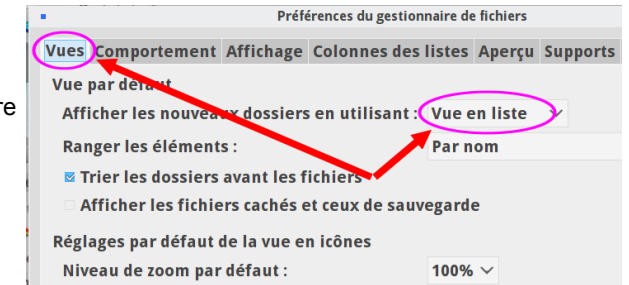 Préférences du gestionnaire de fichiers
Vues Comportement Affichage Colonnes des listes Aperçu Supports
Vue par défaut
re
Afficher les nouveaux dossiers en utilisant : Vue en liste
Ranger les éléments : Par nom
Trier les dossiers avant les fichiers
Afficher les fichiers cachés et ceux de sauvegarde
Réglages par défaut de la vue en icônes
Niveau de zoom par défaut : 100%